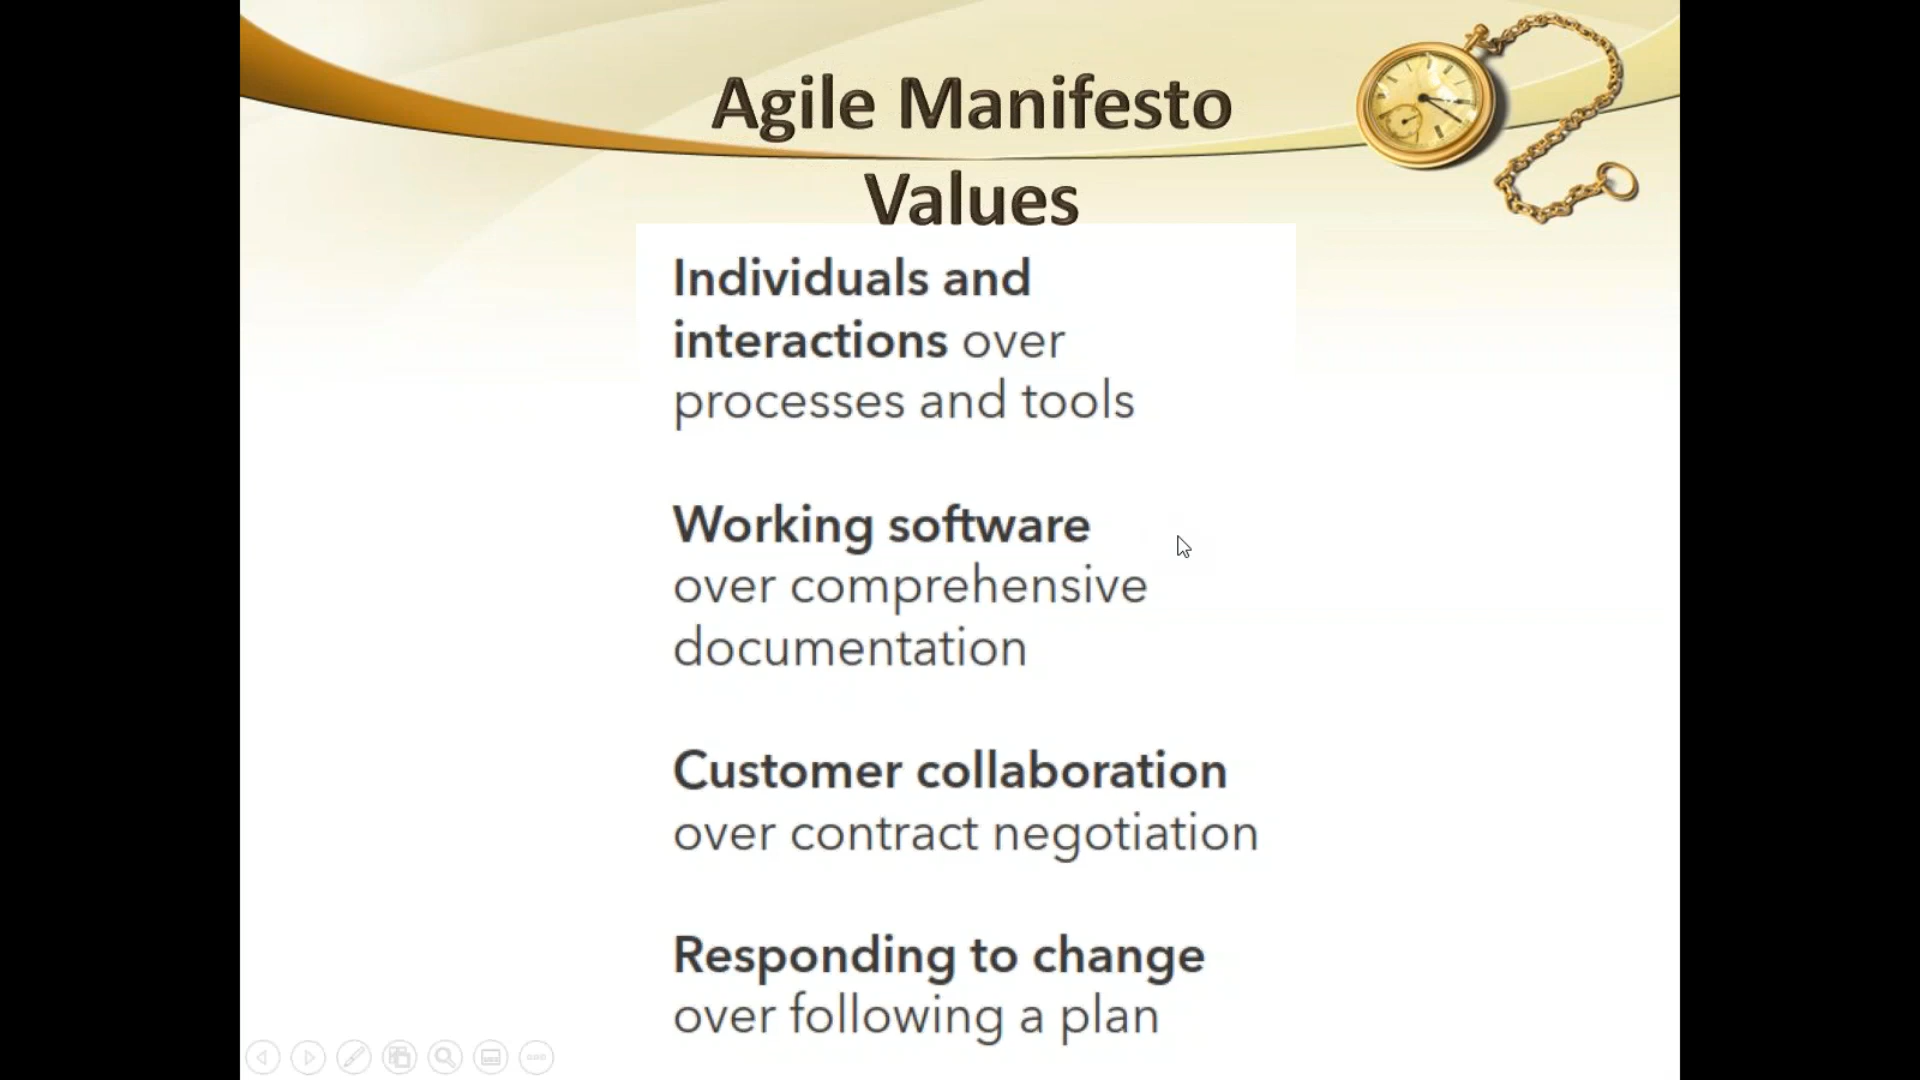 Agile Manifesto
Values
Individuals and
interactions over
processes and tools
Working software
over comprehensive
documentation
Customer collaboration
over contract negotiation
Responding to change
over following a plan